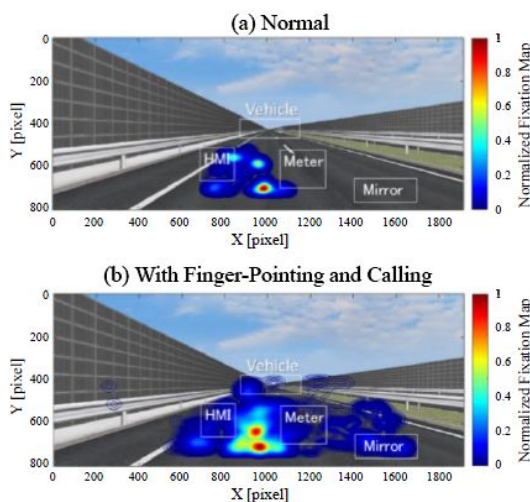 (a) Normal
0
200
400
600
800
Y [pixel]
Vehicle
HMI
Meter
Mirror
0 200 400 600 800 1000 1200 1400 1600 1800
X [pixel]
1
0.8
0.6
0.4
0.2
0
Normalized Fixation Map
(b) With Finger-Pointing and Calling
0
200
400
600
800
Y [pixel]
Vehicle
HMI
Meter
Mirror
0 200 400 600 800 1000 1200 1400 1600 1800
X [pixel]
1
0.8
0.6
0.4
0.2
0
Normalized Fixation Map